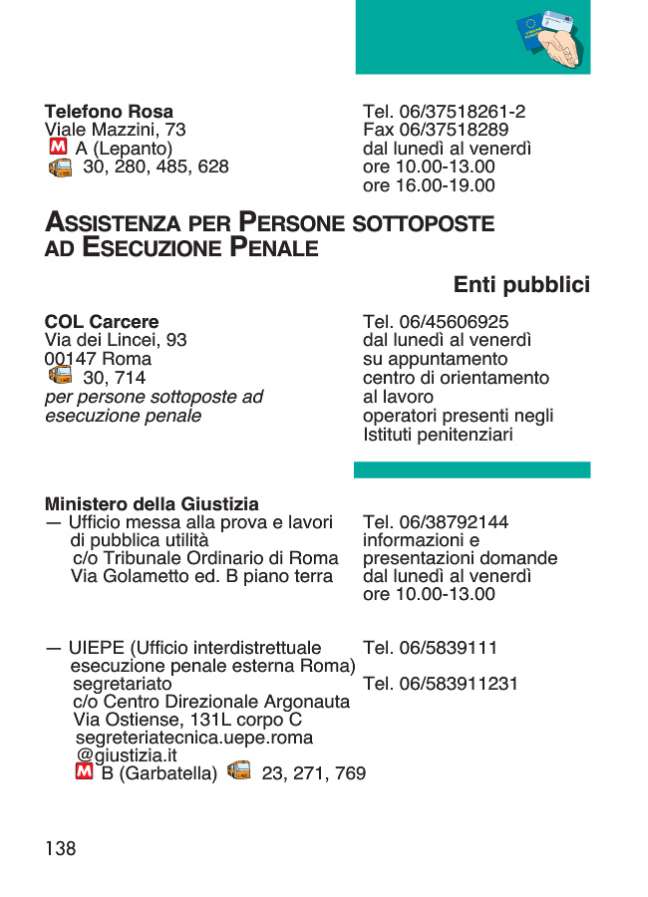 Telefono Rosa
Viale Mazzini, 73
M A (Lepanto)
30, 280, 485, 628
Tel. 06/37518261-2
Fax 06/37518289
dal lunedì al venerdì
ore 10.00-13.00
ore 16.00-19.00
ASSISTENZA PER PERSONE SOTTOPOSTE
AD ESECUZIONE PENALE
Enti pubblici
COL Carcere
Via dei Lincei, 93
00147 Roma
30, 714
per persone sottoposte ad
esecuzione penale
Tel. 06/45606925
dal lunedì al venerdì
su appuntamento
centro di orientamento
al lavoro
operatori presenti negli
Istituti penitenziari
Ministero della Giustizia
— Ufficio messa alla prova e lavori
di pubblica utilità
c/o Tribunale Ordinario di Roma
Via Golametto ed. B piano terra
Tel. 06/38792144
informazioni e
presentazioni domande
dal lunedì al venerdì
ore 10.00-13.00
— UIEPE (Ufficio interdistrettuale
esecuzione penale esterna Roma)
segretariato
c/o Centro Direzionale Argonauta
Via Ostiense, 131L corpo C
segreteriatecnica.uepe.roma
@giustizia.it
M B (Garbatella) 23, 271, 769
Tel. 06/5839111
Tel. 06/583911231
138